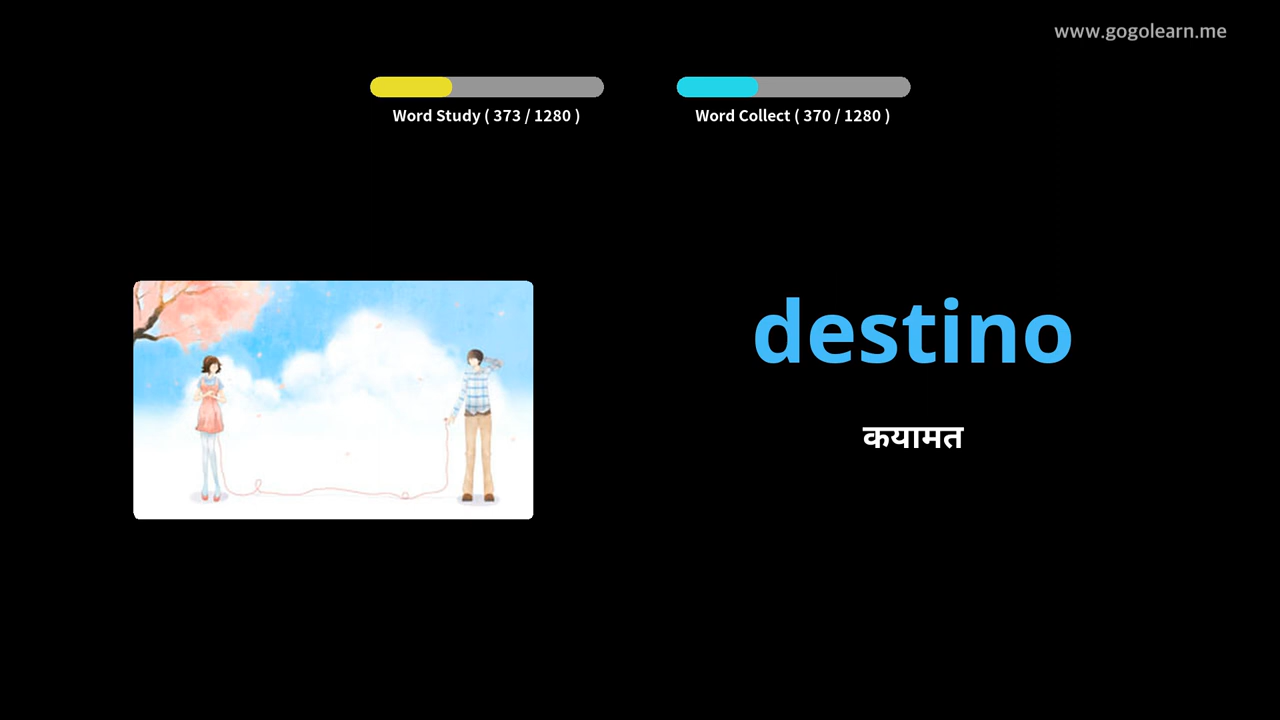 www.gogolearn.me
Word Study ( 373 / 1280 )
Word Collect ( 370 / 1280 )
destino
कयामत